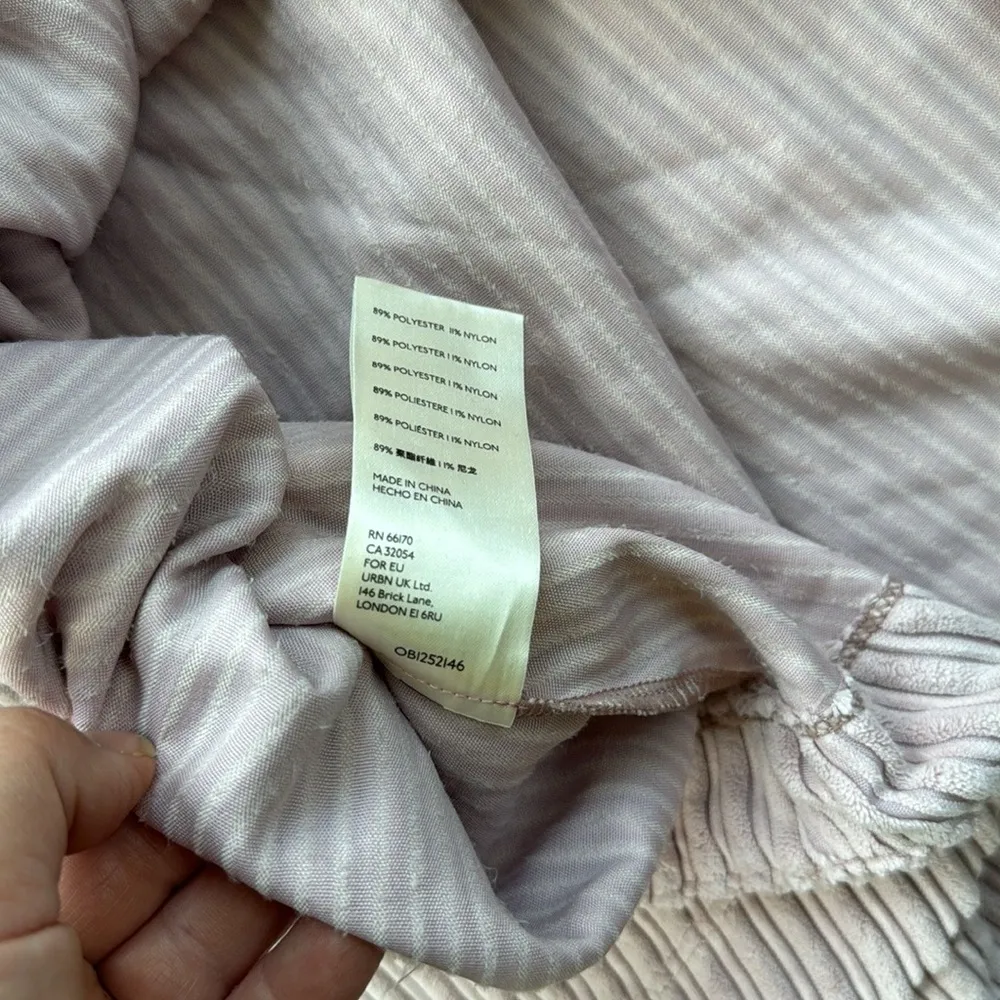 89% POLYESTER 11% NYLON
89% POLYESTER 11% NYLON
89% POLYESTER 11% NYLON
89% POLIESTERE 11% NYLON
89% POLIÉSTER 11% NYLON
89% 聚酯纤维 11% 尼龙
MADE IN CHINA
HECHO EN CHINA
RN 66170
CA 32054
FOR EU
URBN UK Ltd.
146 Brick Lane,
LONDON E1 6RU
OB1252146